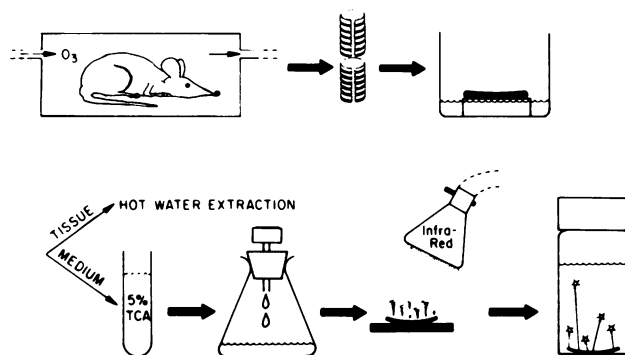 O3
TISSUE
HOT WATER EXTRACTION
MEDIUM
5%
TCA
Infra-
Red